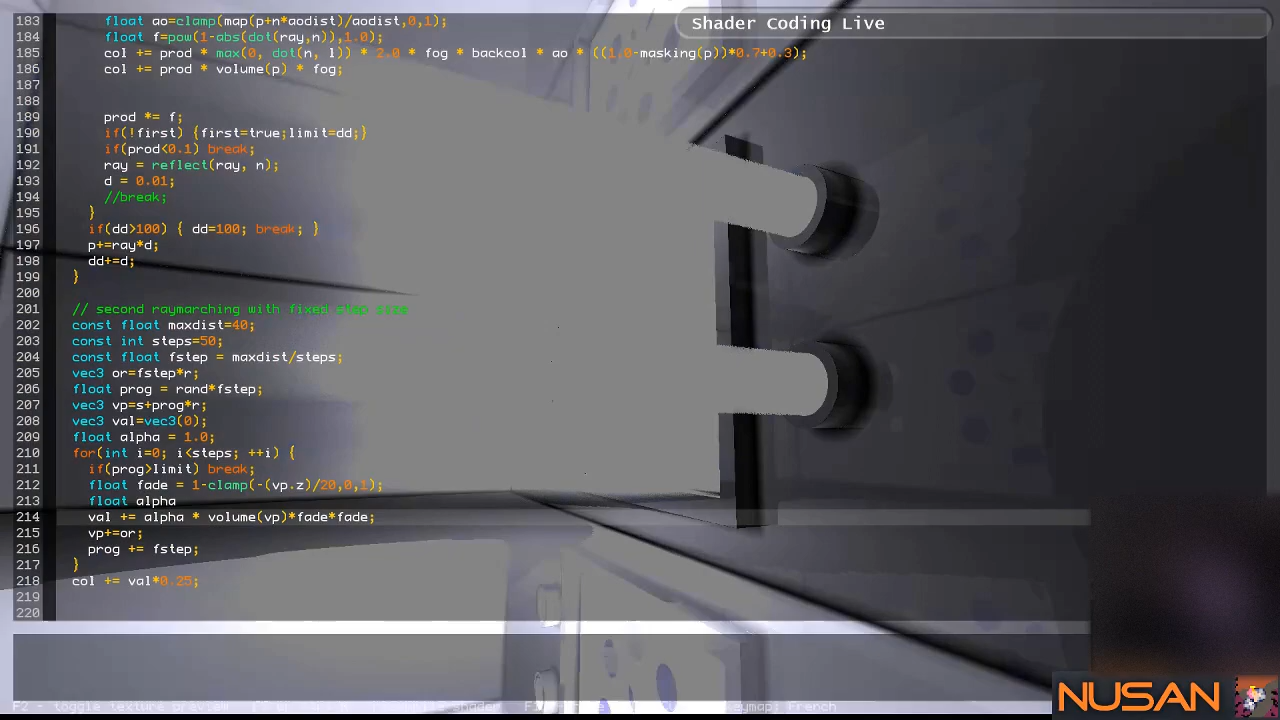 Shader Coding Live
183 float ao=clamp(map(p+n*aodist)/aodist,0,1);
184 float f=pow(1-abs(dot(ray,n)),1.0);
185 col += prod * max(0, dot(n, l)) * 2.0 * fog * backcol * ao * ((1.0-masking(p))*0.7+0.3);
186 col += prod * volume(p) * fog;
187
188
189 prod *= f;
190 if(!first) {first=true;limit=dd;}
191 if(prod<0.1) break;
192 ray = reflect(ray, n);
193 d = 0.01;
194 //break;
195 }
196 if(dd>100) { dd=100; break; }
197 p+=ray*d;
198 dd+=d;
199 }
200
201 // second raymarching with fixed step size
202 const float maxdist=40;
203 const int steps=50;
204 const float fstep = maxdist/steps;
205 vec3 or=fstep*r;
206 float prog = rand*fstep;
207 vec3 vp=s+prog*r;
208 vec3 val=vec3(0);
209 float alpha = 1.0;
210 for(int i=0; i<steps; ++i) {
211 if(prog>limit) break;
212 float fade = 1-clamp(-(vp.z)/20,0,1);
213 float alpha
214 val += alpha * volume(vp)*fade*fade;
215 vp+=or;
216 prog += fstep;
217 }
218 col += val*0.25;
219
220
F2 - toggle texture preview shader keymap: French
NUSAN